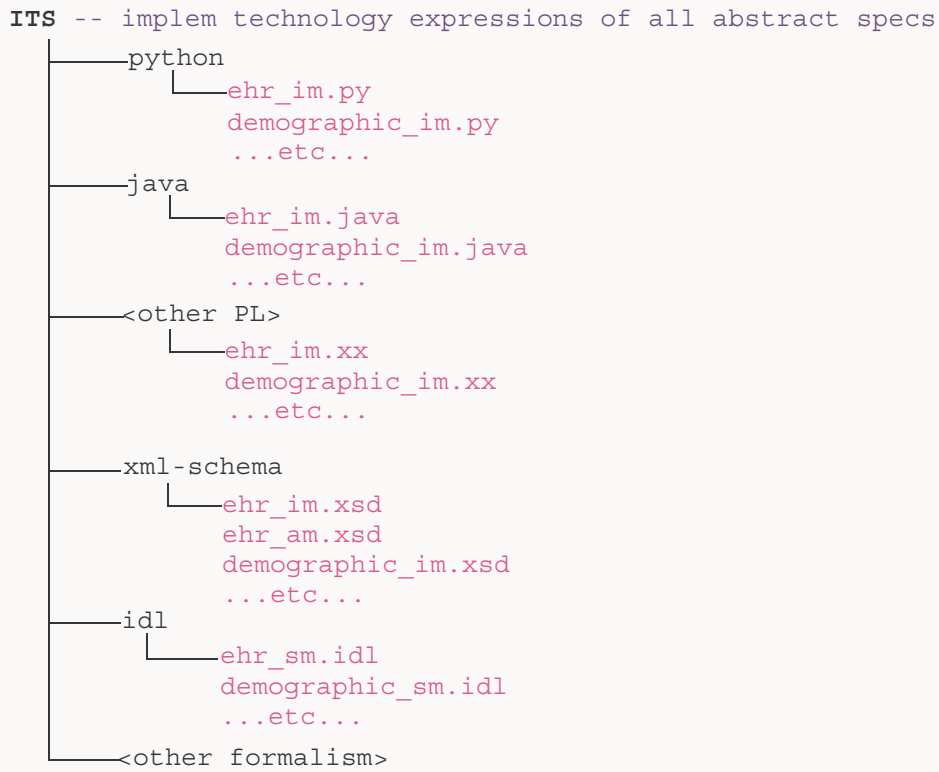 ITS -- implem technology expressions of all abstract specs
python
ehr_im.py
demographic_im.py
...etc...
java
ehr_im.java
demographic_im.java
...etc...
<other PL>
ehr_im.xx
demographic_im.xx
...etc...
xml-schema
ehr_im.xsd
ehr_am.xsd
demographic_im.xsd
...etc...
idl
ehr_sm.idl
demographic_sm.idl
...etc...
<other formalism>